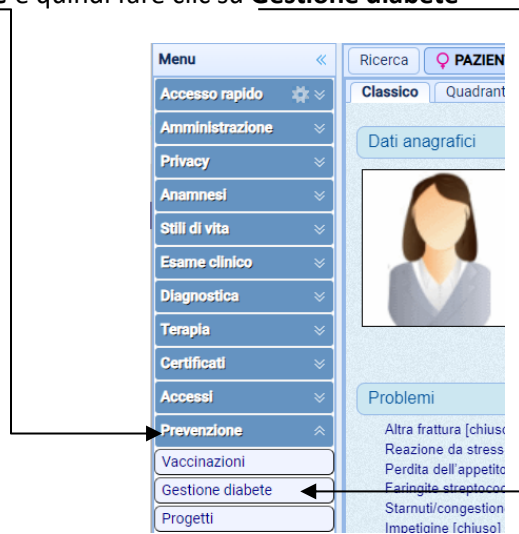 e quindi fare clic su Gestione diabete
Menu
Accesso rapido
Amministrazione
Privacy
Anamnesi
Stili di vita
Esame clinico
Diagnostica
Terapia
Certificati
Accessi
Prevenzione
Vaccinazioni
Gestione diabete
Progetti
Ricerca PAZIEN
Classico Quadrant
Dati anagrafici
Problemi
Altra frattura [chiuso
Reazione da stress
Perdita dell'appetito
Faringite streptococ
Starnuti/congestion
Impetigine [chiuso]